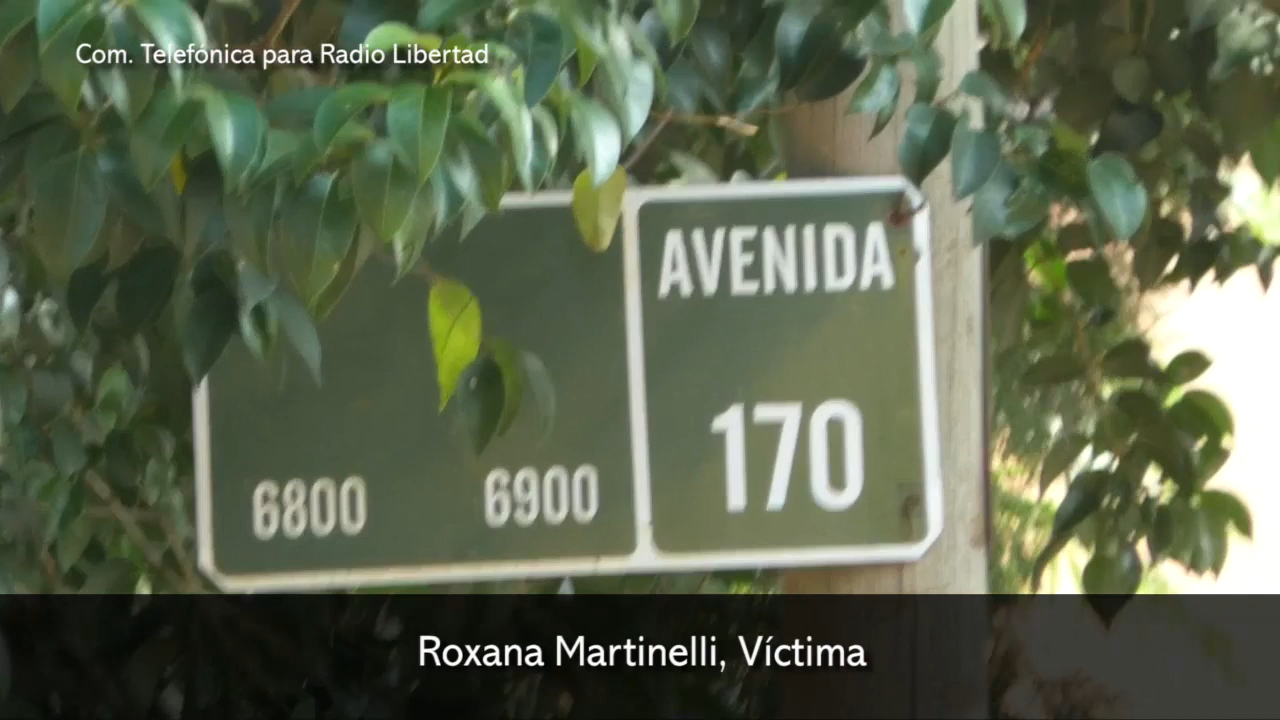 Com. Telefónica para Radio Libertad
AVENIDA
170
6800 6900
Roxana Martinelli, Víctima